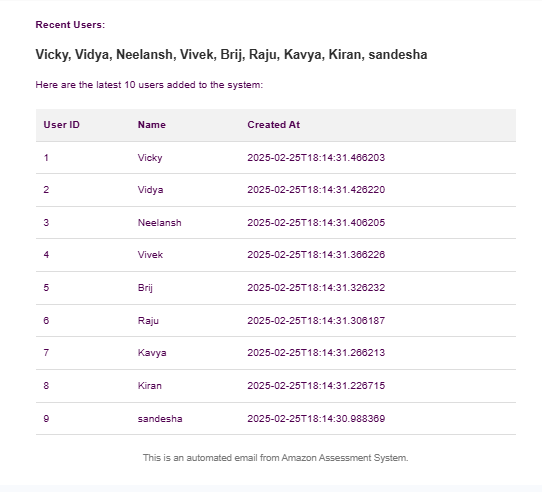 Recent Users:
Vicky, Vidya, Neelansh, Vivek, Brij, Raju, Kavya, Kiran, sandesha
Here are the latest 10 users added to the system:
User ID Name Created At
1 Vicky 2025-02-25T18:14:31.466203
2 Vidya 2025-02-25T18:14:31.426220
3 Neelansh 2025-02-25T18:14:31.406205
4 Vivek 2025-02-25T18:14:31.366226
5 Brij 2025-02-25T18:14:31.326232
6 Raju 2025-02-25T18:14:31.306187
7 Kavya 2025-02-25T18:14:31.266213
8 Kiran 2025-02-25T18:14:31.226715
9 sandesha 2025-02-25T18:14:30.988369
This is an automated email from Amazon Assessment System.